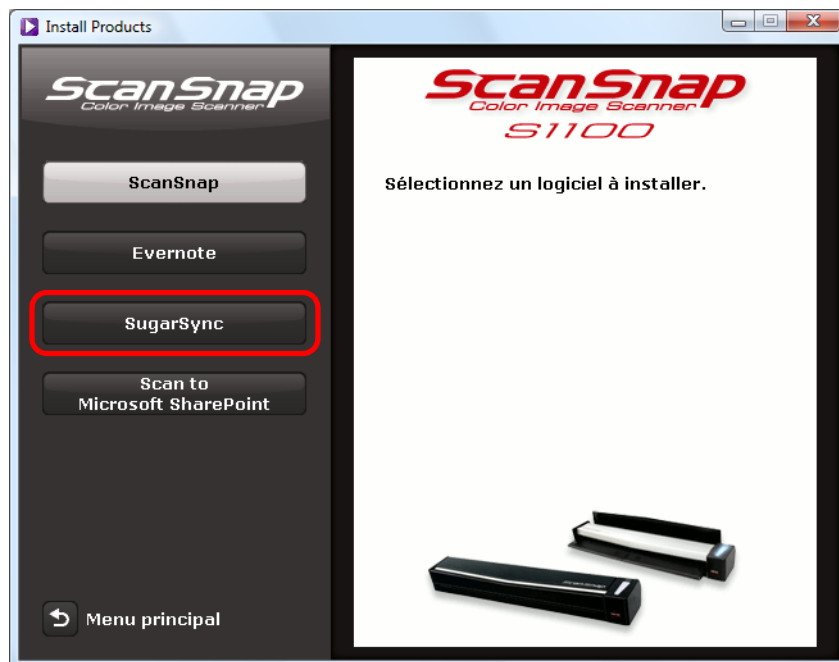 Install Products
ScanSnap
Color Image Scanner
ScanSnap
Evernote
SugarSync
Scan to
Microsoft SharePoint
Menu principal
ScanSnap
Color Image Scanner
S1100
Sélectionnez un logiciel à installer.
ScanSnap